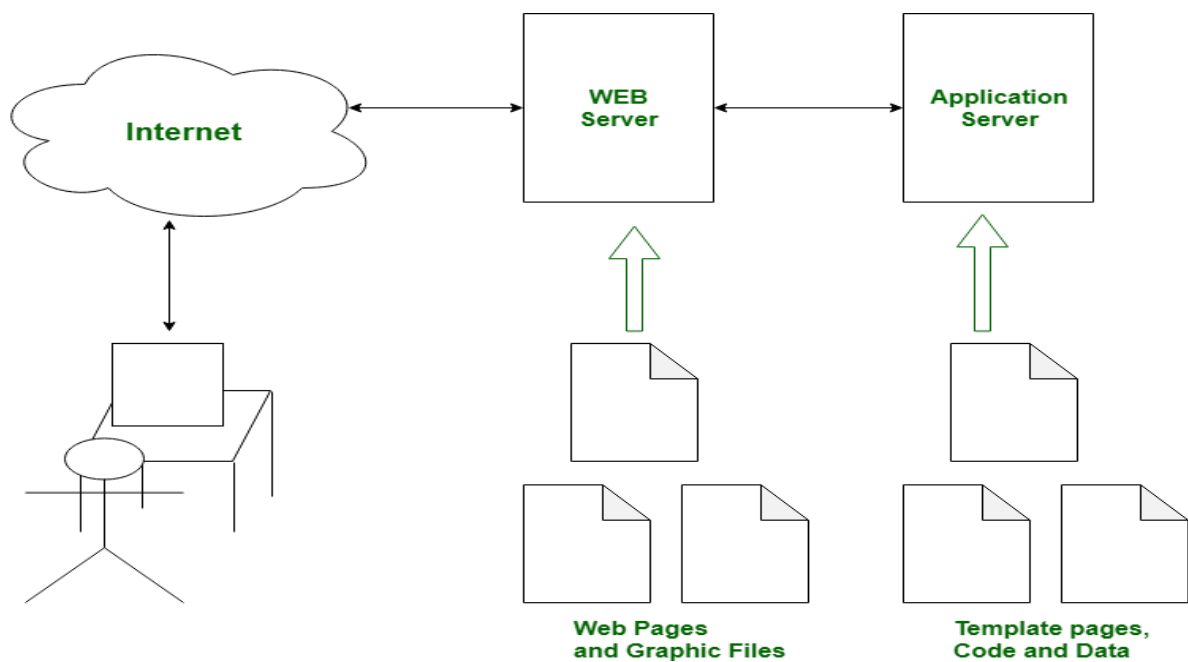 Internet
WEB
Server
Application
Server
Web Pages
and Graphic Files
Template pages,
Code and Data